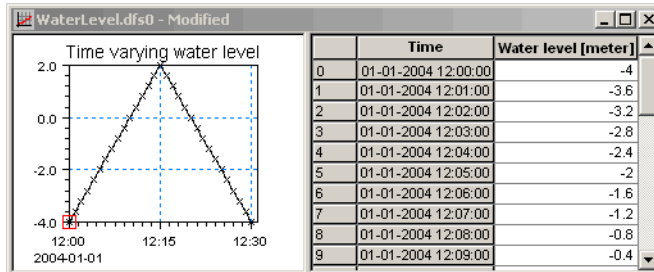 WaterLevel.dfs0 - Modified
Time varying water level
2.0
0.0
-2.0
-4.0
12:00 12:15 12:30
2004-01-01
Time Water level [meter]
0 01-01-2004 12:00:00 -4
1 01-01-2004 12:01:00 -3.6
2 01-01-2004 12:02:00 -3.2
3 01-01-2004 12:03:00 -2.8
4 01-01-2004 12:04:00 -2.4
5 01-01-2004 12:05:00 -2
6 01-01-2004 12:06:00 -1.6
7 01-01-2004 12:07:00 -1.2
8 01-01-2004 12:08:00 -0.8
9 01-01-2004 12:09:00 -0.4